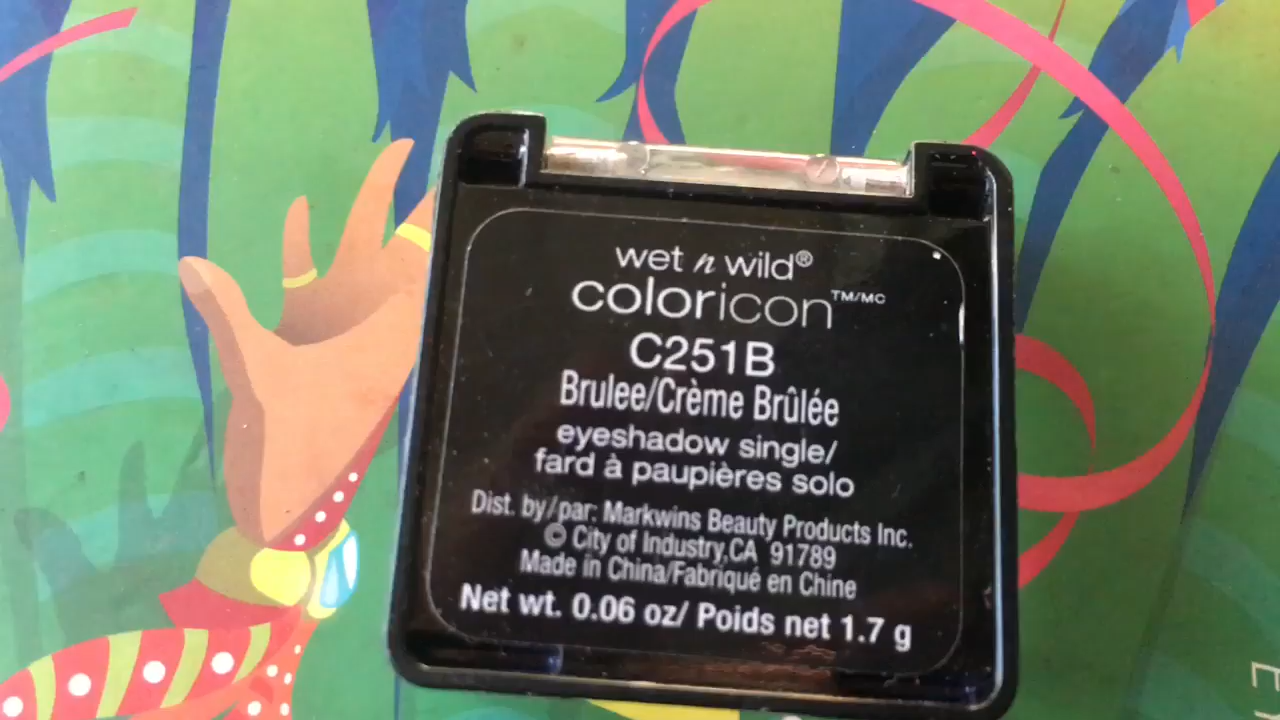 wet n wild®
coloricon™/MC
C251B
Brulee/Crème Brûlée
eyeshadow single/
fard à paupières solo
Dist. by/par: Markwins Beauty Products Inc.
© City of Industry,CA 91789
Made in China/Fabriqué en Chine
Net wt. 0.06 oz/ Poids net 1.7 g